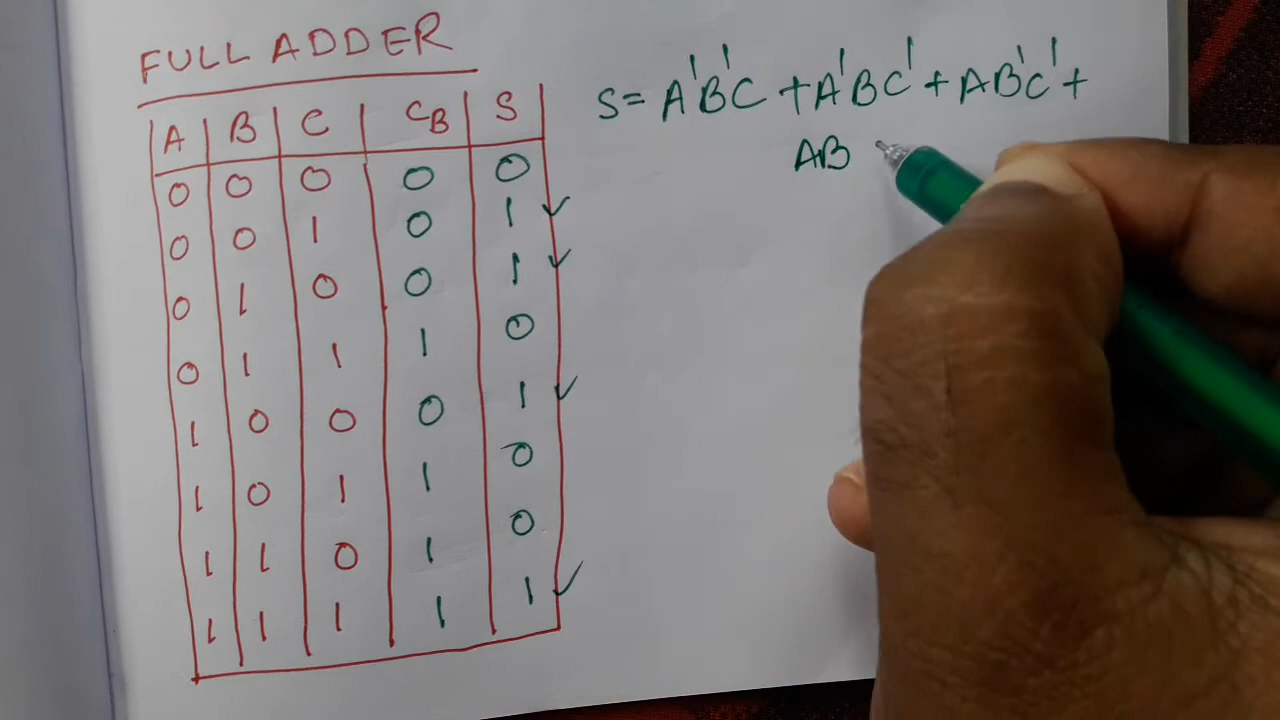 FULL ADDER
A B C CB S
0 0 0 0 0
0 0 1 0 1
0 1 0 0 1
0 1 1 1 0
1 0 0 0 1
1 0 1 1 0
1 1 0 1 0
1 1 1 1 1
S= A'B'C + A'BC' + AB'C' +
AB